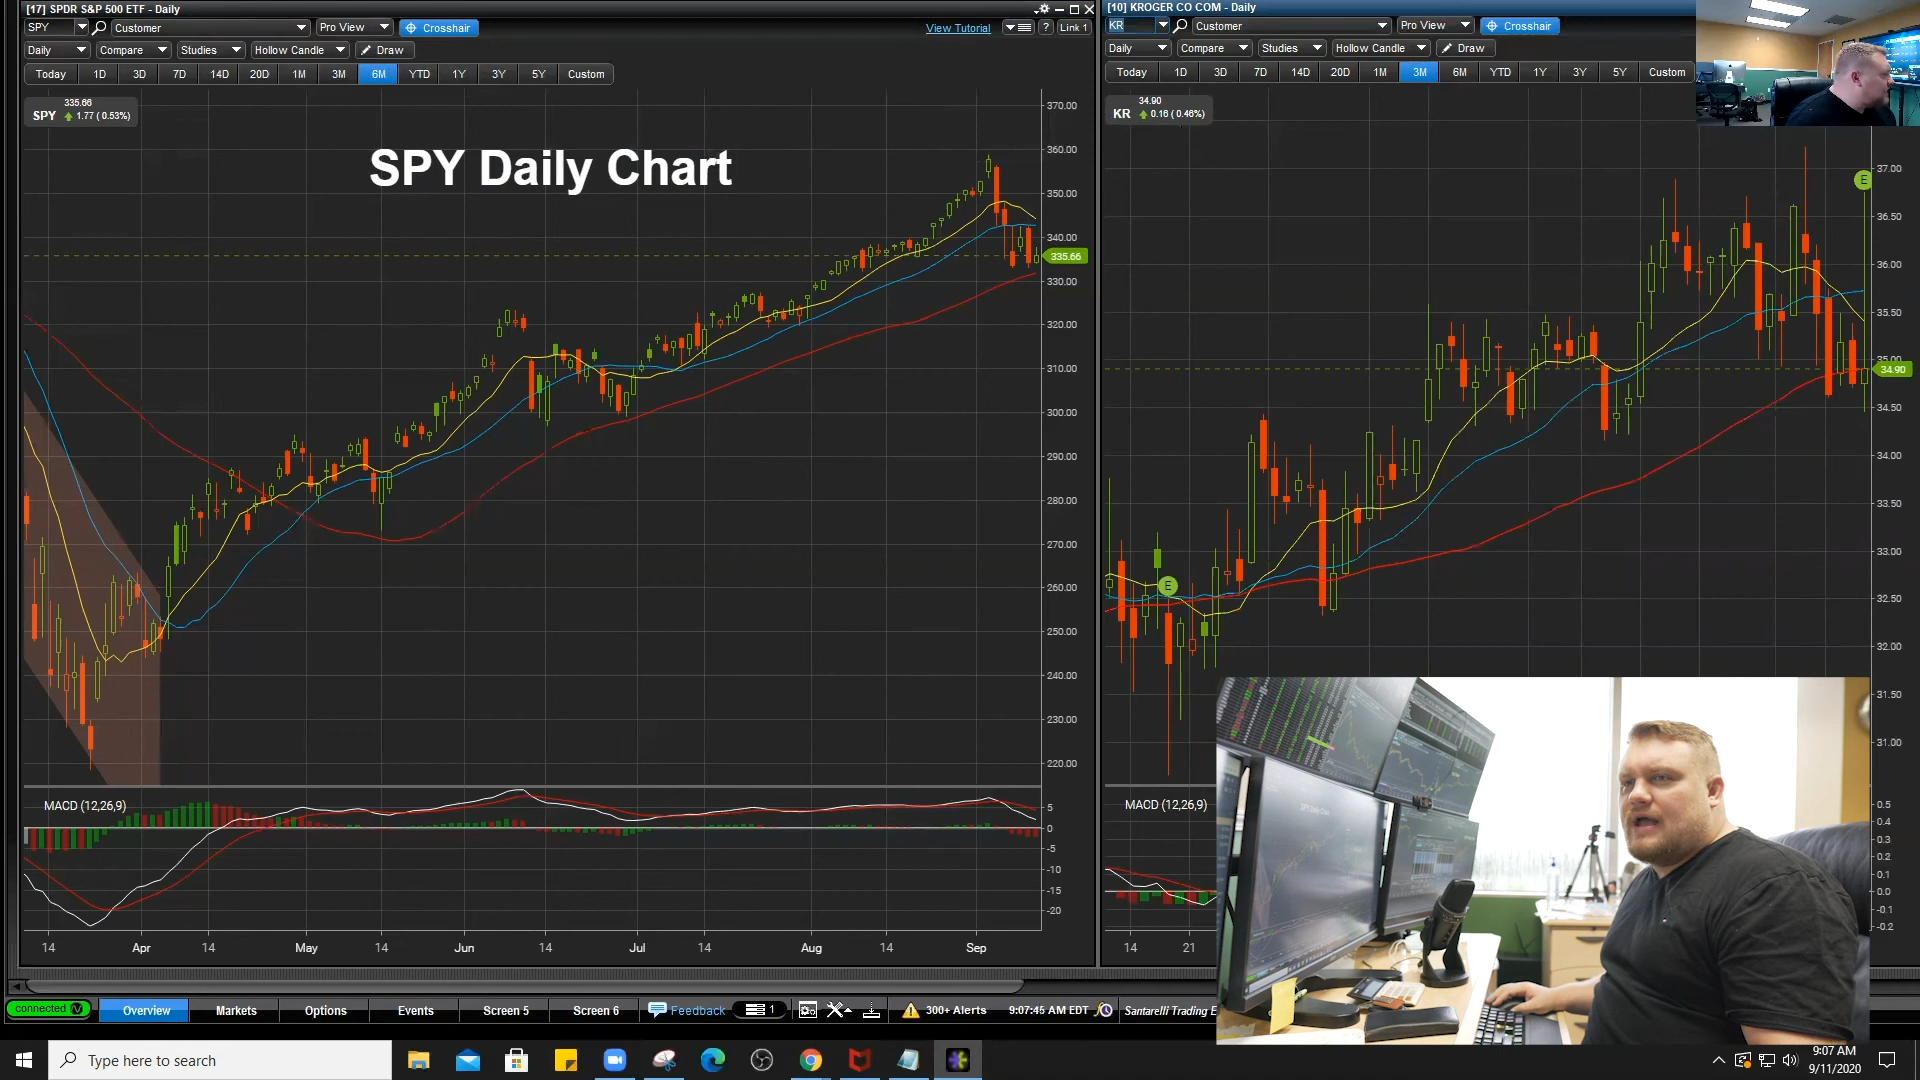 [17] SPDR S&P 500 ETF - Daily
SPY Customer Pro View Crosshair View Tutorial ? Link 1
Daily Compare Studies Hollow Candle Draw
Today 1D 3D 7D 14D 20D 1M 3M 6M YTD 1Y 3Y 5Y Custom
335.66
SPY 1.77 ( 0.53%)
SPY Daily Chart
370.00
360.00
350.00
340.00
335.66
330.00
320.00
310.00
300.00
290.00
280.00
270.00
260.00
250.00
240.00
230.00
220.00
MACD (12,26,9)
5
0
-5
-10
-15
-20
14 Apr 14 May 14 Jun 14 Jul 14 Aug 14 Sep
[10] KROGER CO COM - Daily
KR Customer Pro View Crosshair
Daily Compare Studies Hollow Candle Draw
Today 1D 3D 7D 14D 20D 1M 3M 6M YTD 1Y 3Y 5Y Custom
34.90
KR 0.16 ( 0.46%)
E
E
37.00
36.50
36.00
35.50
35.00
34.90
34.50
34.00
33.50
33.00
32.50
32.00
31.50
31.00
MACD (12,26,9)
0.5
0.4
0.3
0.2
0.1
0.0
-0.1
-0.2
14 21
connected Overview Markets Options Events Screen 5 Screen 6 Feedback 1 300+ Alerts 9:07:45 AM EDT Santarelli Trading E
Type here to search
9:07 AM
9/11/2020